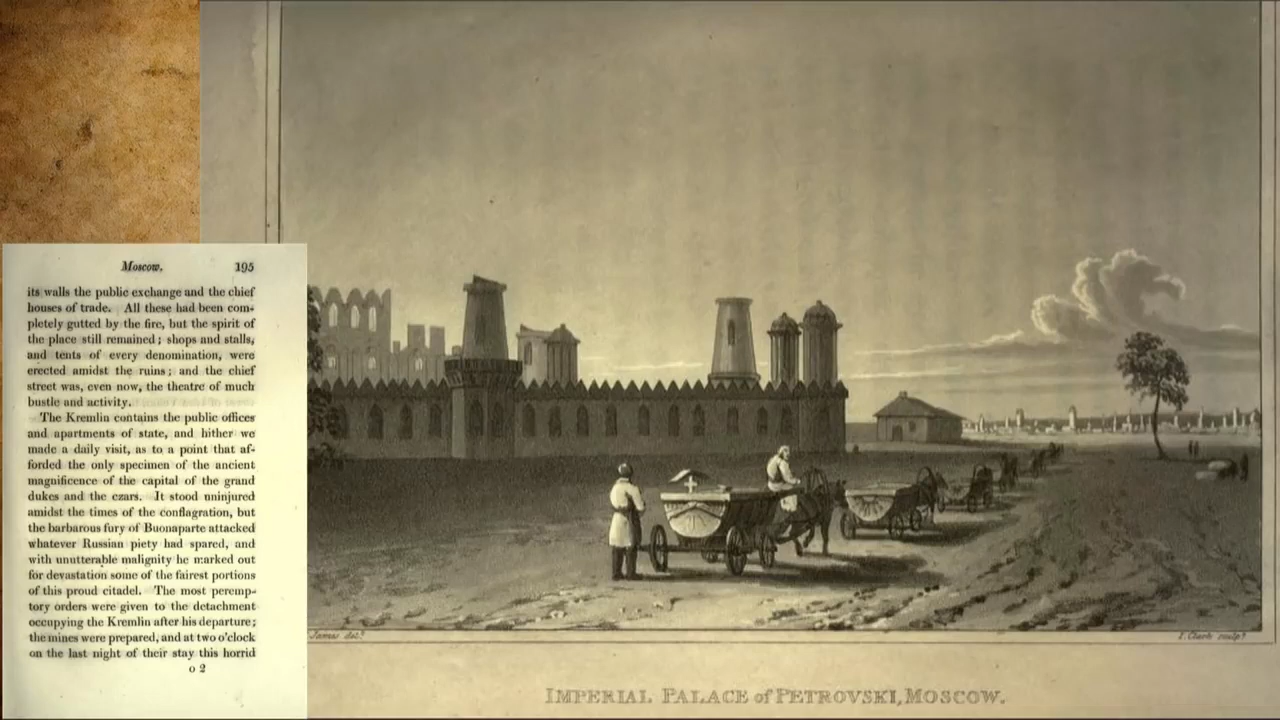 Moscow. 195
its walls the public exchange and the chief
houses of trade. All these had been com-
pletely gutted by the fire, but the spirit of
the place still remained; shops and stalls,
and tents of every denomination, were
erected amidst the ruins; and the chief
street was, even now, the theatre of much
bustle and activity.
The Kremlin contains the public offices
and apartments of state, and hither we
made a daily visit, as to a point that af-
forded the only specimen of the ancient
magnificence of the capital of the grand
dukes and the czars. It stood uninjured
amidst the times of the conflagration, but
the barbarous fury of Buonaparte attacked
whatever Russian piety had spared, and
with unutterable malignity he marked out
for devastation some of the fairest portions
of this proud citadel. The most peremp-
tory orders were given to the detachment
occupying the Kremlin after his departure;
the mines were prepared, and at two o'clock
on the last night of their stay this horrid
o 2
James delt.
I. Clark sculpt.
IMPERIAL PALACE of PETROVSKI, MOSCOW.